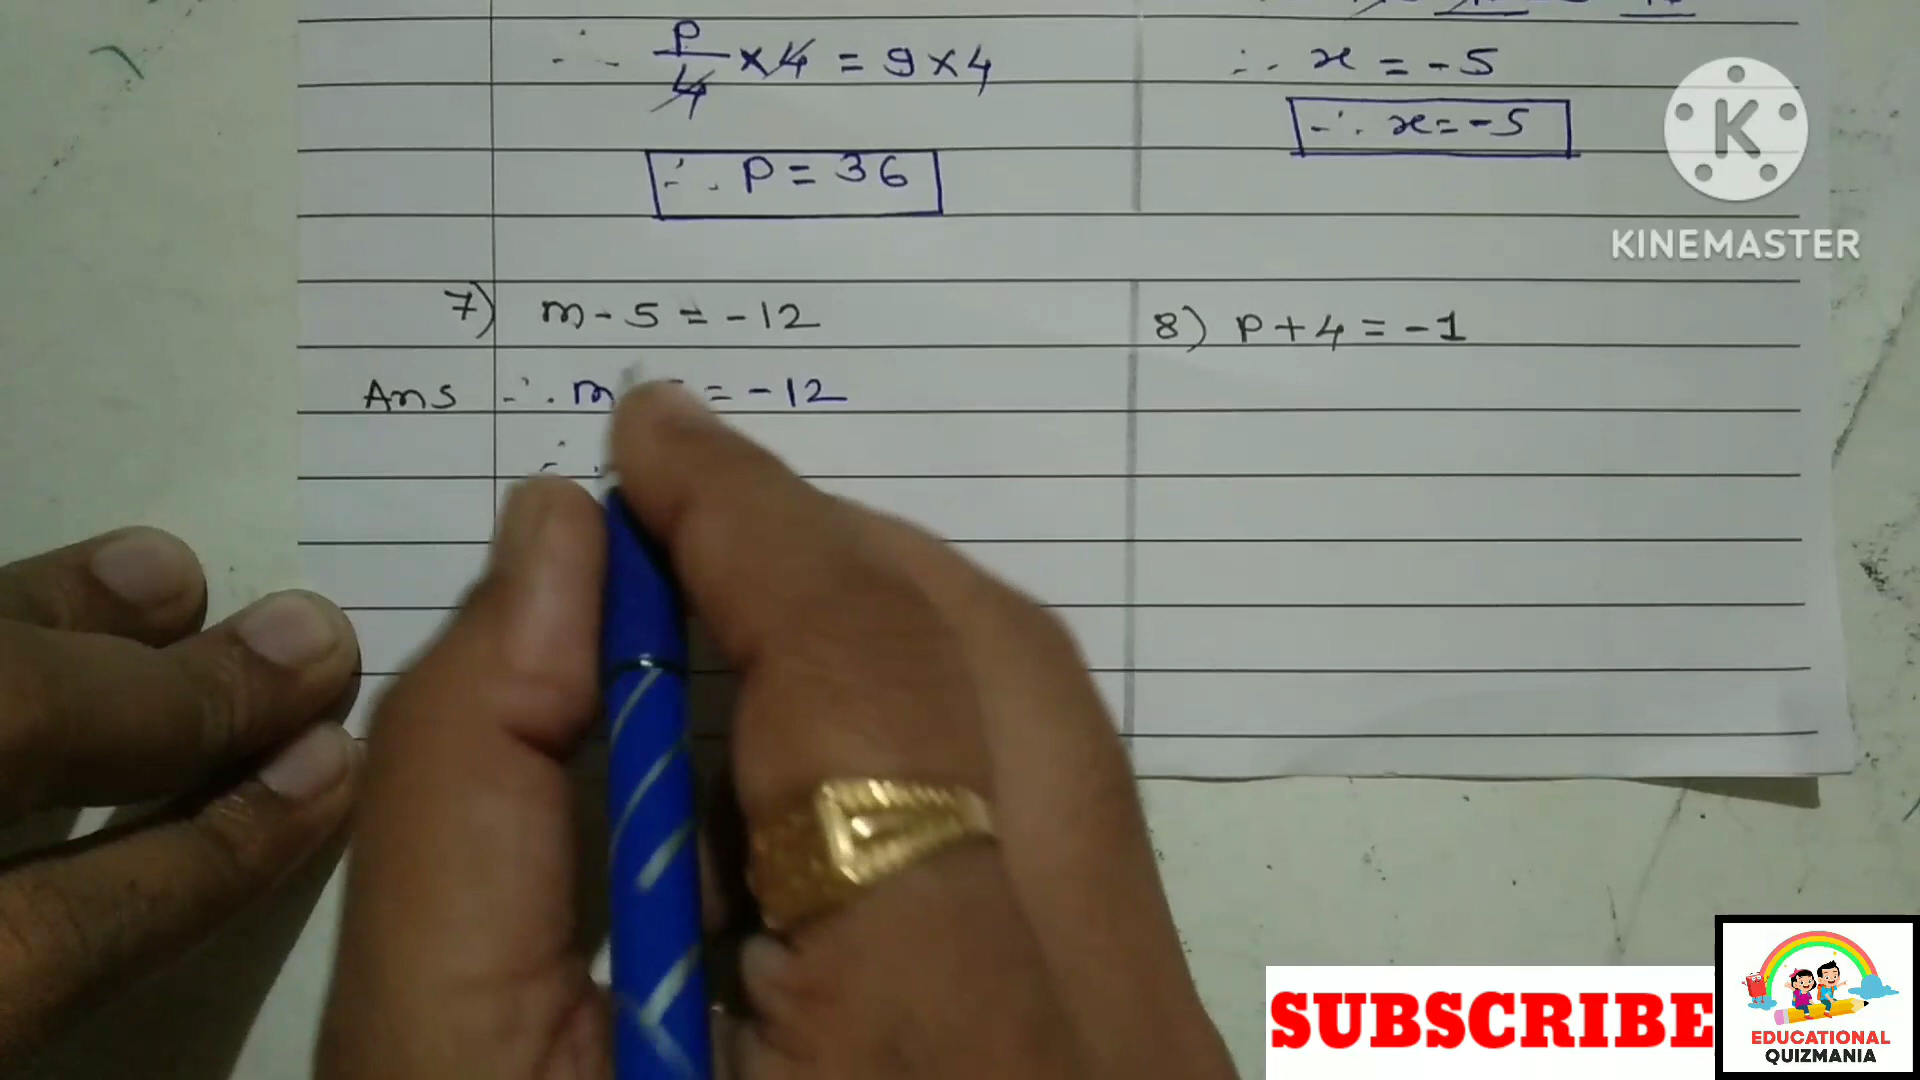 ∴ P/4 × 4 = 9 × 4
∴ P = 36
∴ x = -5
∴ x = -5
K
KINEMASTER
7) m - 5 = -12
Ans ∴ m = -12
∴
8) P + 4 = -1
SUBSCRIBE
EDUCATIONAL
QUIZMANIA